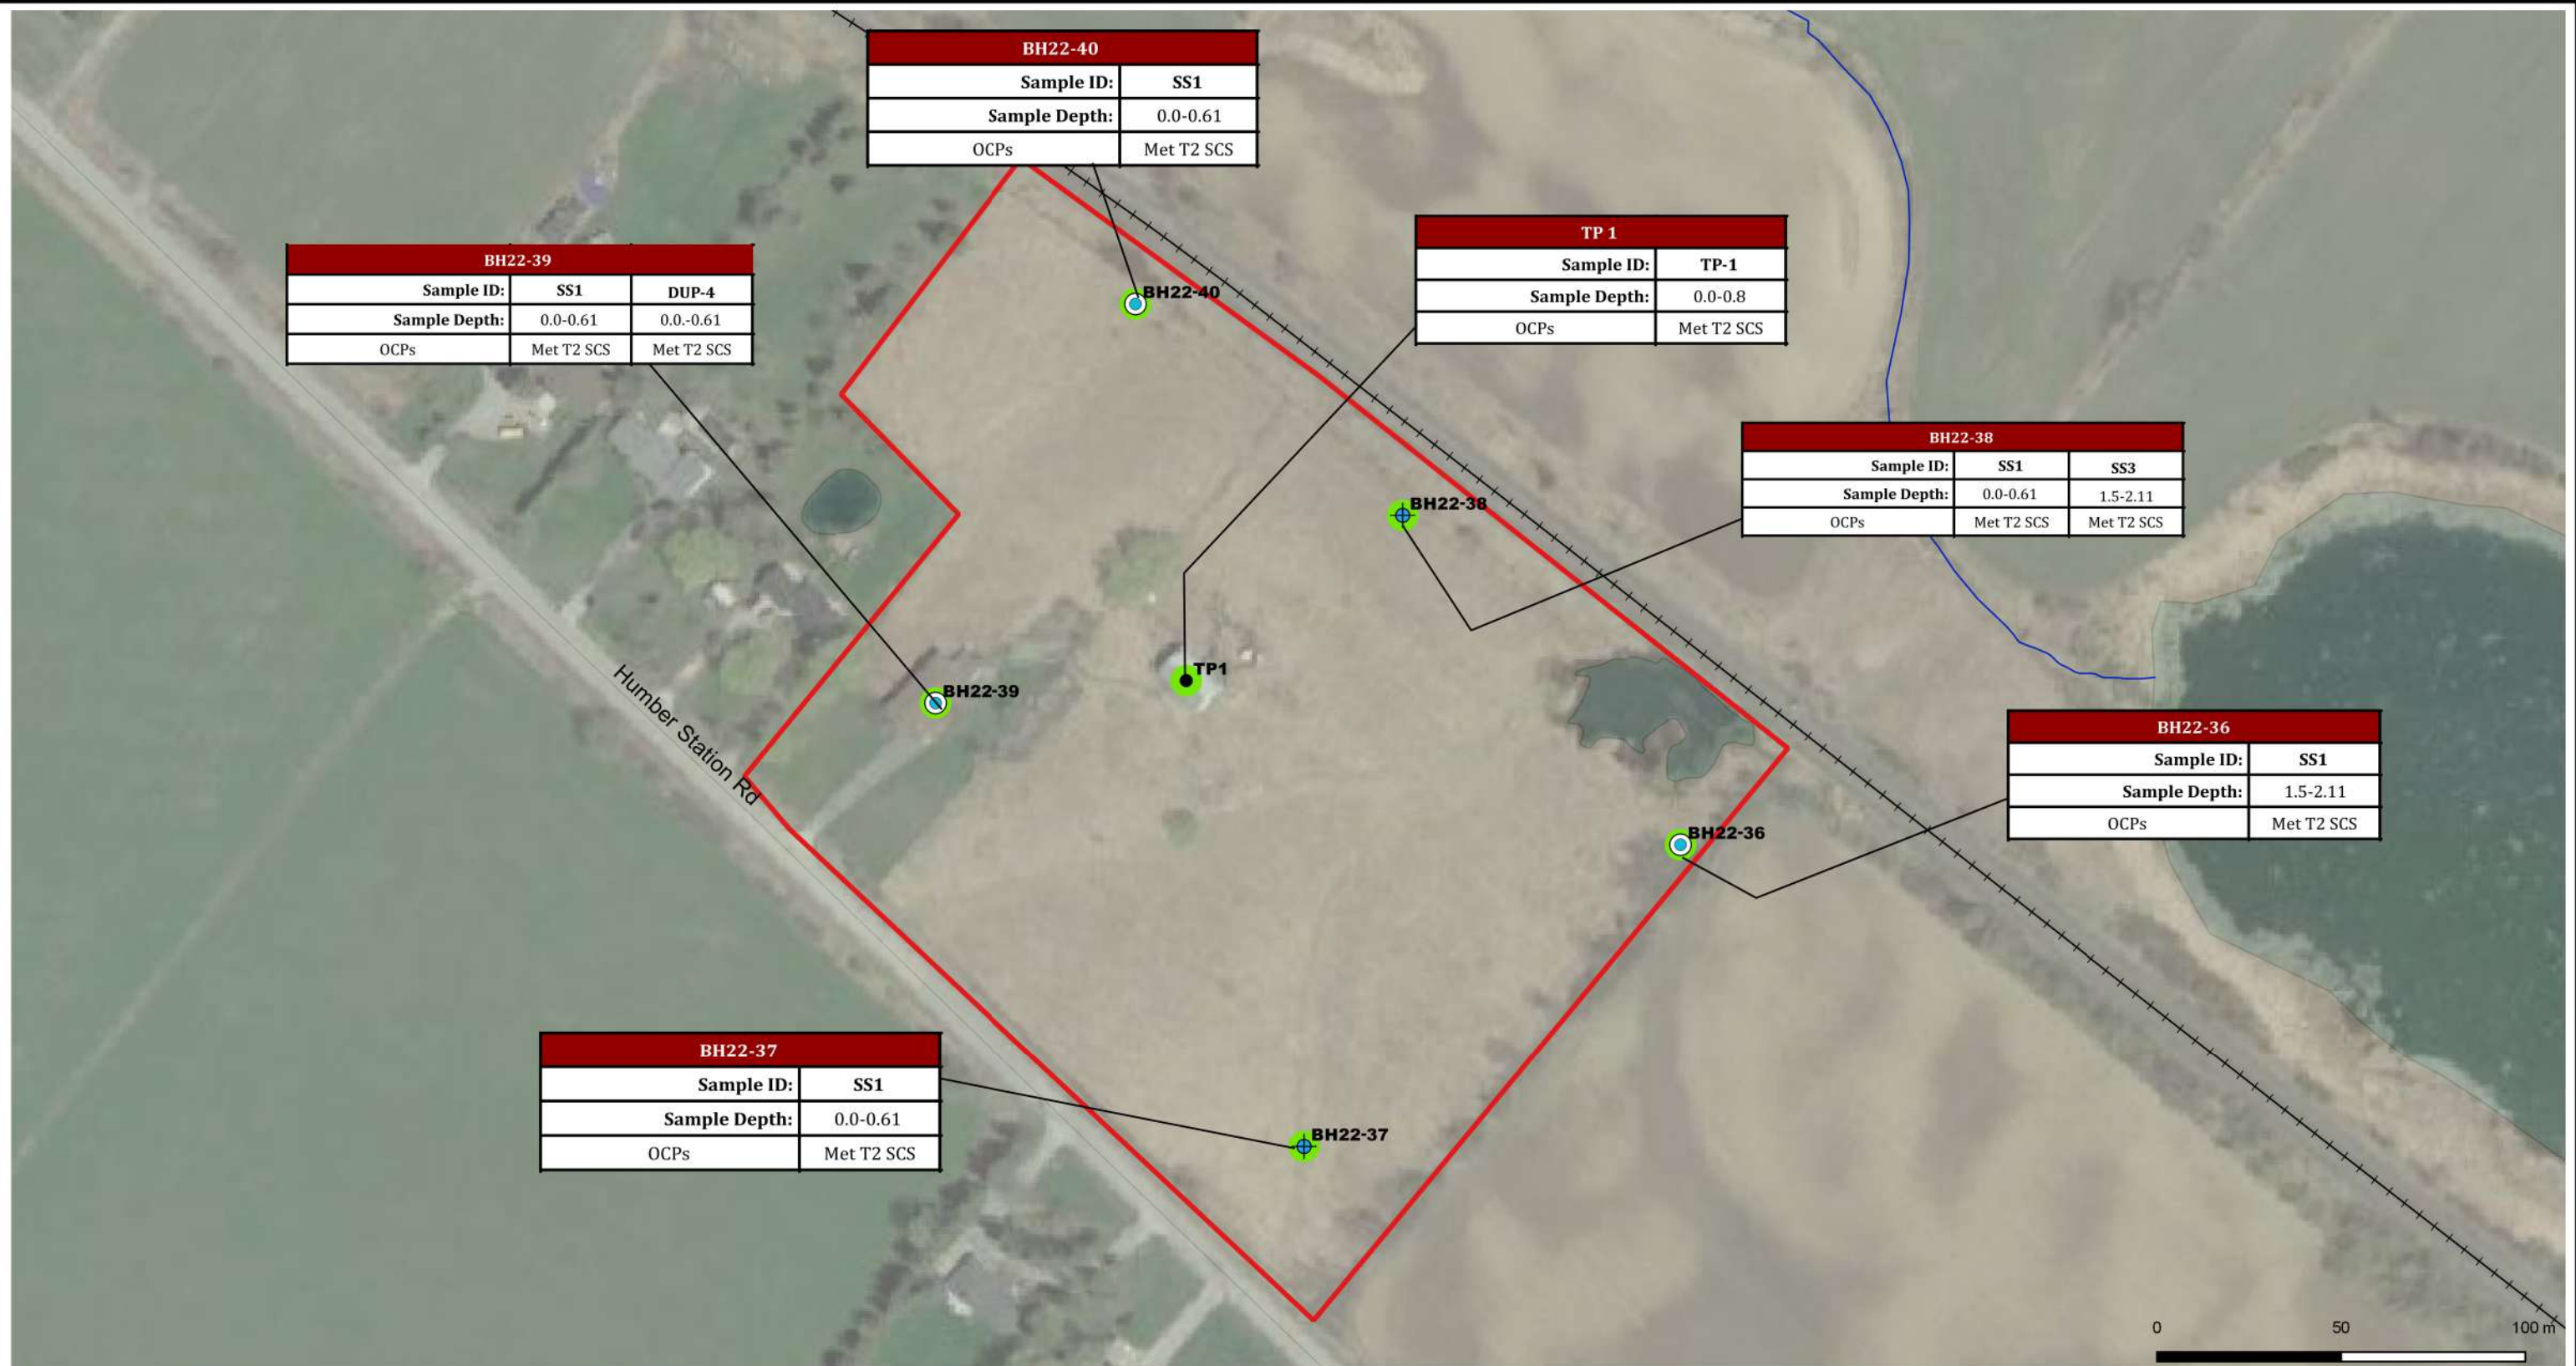 BH22-40
Sample ID: SS1
Sample Depth: 0.0-0.61
OCPs Met T2 SCS
BH22-39
Sample ID: SS1 DUP-4
Sample Depth: 0.0-0.61 0.0.-0.61
OCPs Met T2 SCS Met T2 SCS
TP 1
Sample ID: TP-1
Sample Depth: 0.0-0.8
OCPs Met T2 SCS
BH22-40
BH22-38
Sample ID: SS1 SS3
Sample Depth: 0.0-0.61 1.5-2.11
OCPs Met T2 SCS Met T2 SCS
BH22-38
TP1
BH22-39
Humber Station Rd
BH22-36
Sample ID: SS1
Sample Depth: 1.5-2.11
OCPs Met T2 SCS
BH22-36
BH22-37
Sample ID: SS1
Sample Depth: 0.0-0.61
OCPs Met T2 SCS
BH22-37
0 50 100 m